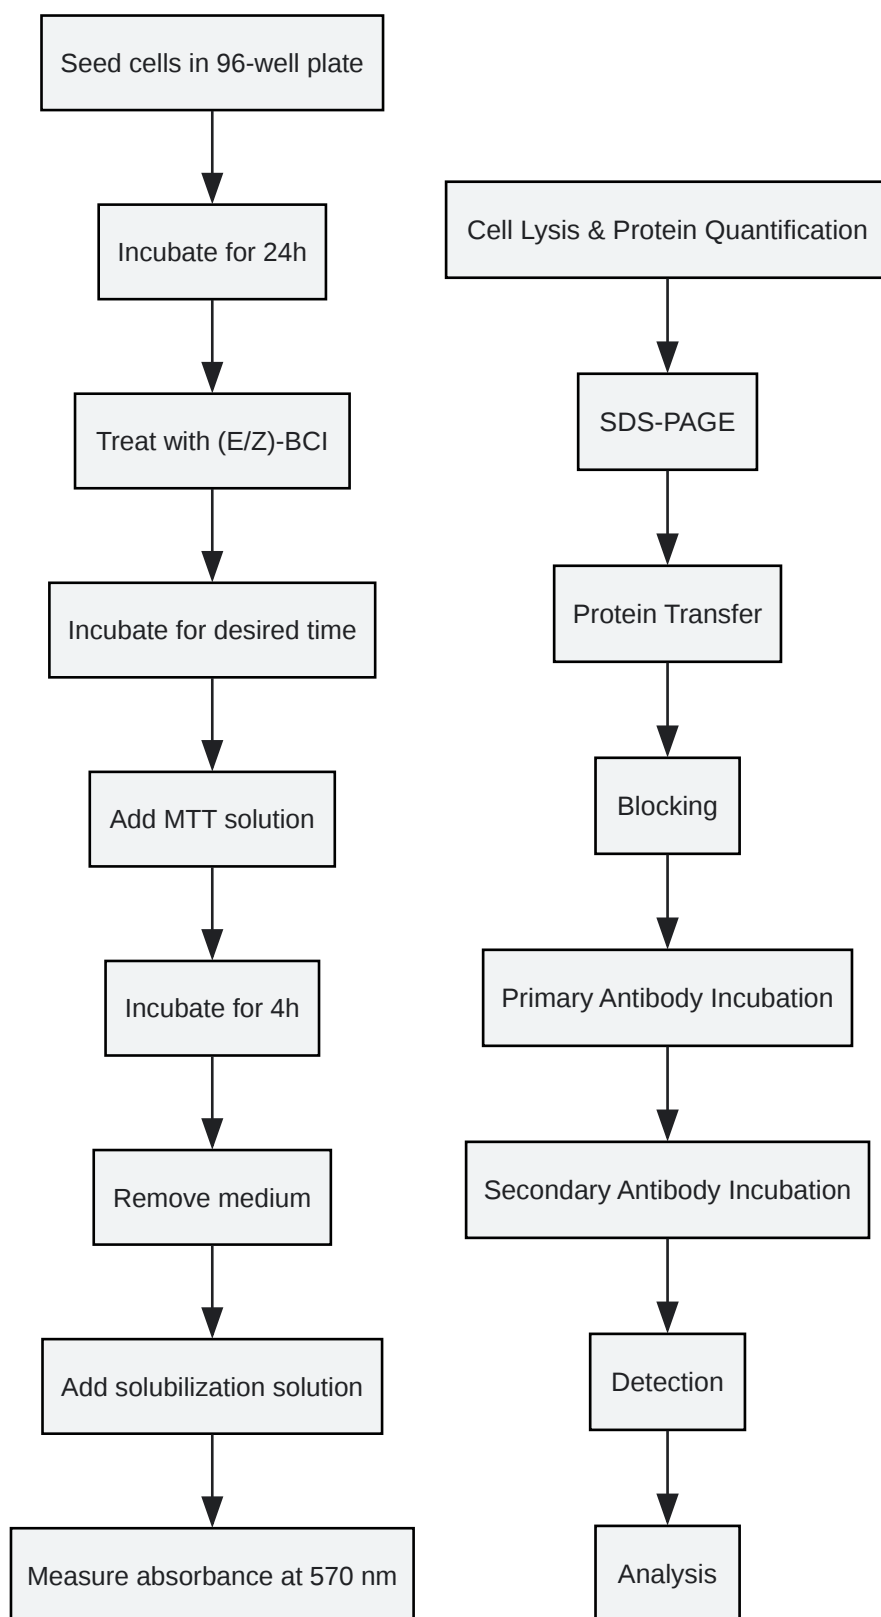 Seed cells in 96-well plate
Incubate for 24h
Treat with (E/Z)-BCI
Incubate for desired time
Add MTT solution
Incubate for 4h
Remove medium
Add solubilization solution
Measure absorbance at 570 nm
Cell Lysis & Protein Quantification
SDS-PAGE
Protein Transfer
Blocking
Primary Antibody Incubation
Secondary Antibody Incubation
Detection
Analysis